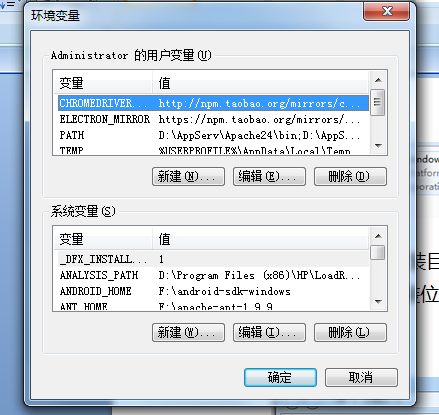 环境变量
Administrator 的用户变量(U)
变量 值
CHROMEDRIVER... http://npm.taobao.org/mirrors/c...
ELECTRON_MIRROR https://npm.taobao.org/mirrors/...
PATH D:\AppServ\Apache24\bin;D:\AppS...
TEMP %USERPROFILE%\AppData\Local\Temp
新建(N)... 编辑(E)... 删除(D)
系统变量(S)
变量 值
_DFX_INSTALL... 1
ANALYSIS_PATH D:\Program Files (x86)\HP\LoadR...
ANDROID_HOME F:\android-sdk-windows
ANT_HOME F:\apache-ant-1.9.9
新建(W)... 编辑(I)... 删除(L)
确定 取消